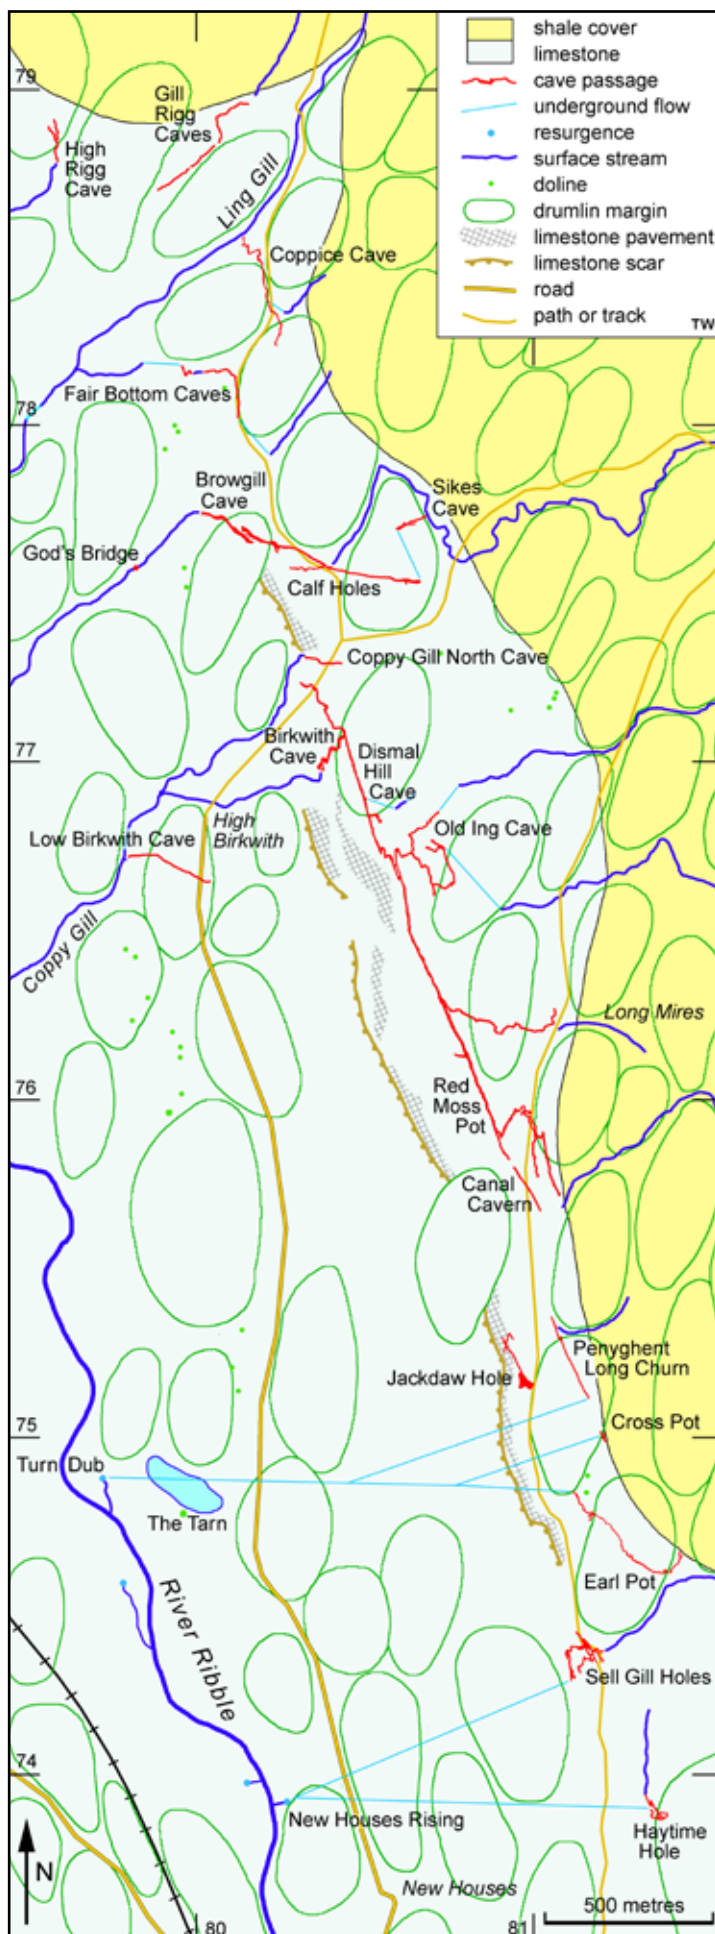 shale cover
limestone
cave passage
underground flow
resurgence
surface stream
doline
drumlin margin
limestone pavement
limestone scar
road
path or track
TW
79
Gill
Rigg
Caves
High
Rigg
Cave
Ling Gill
Coppice Cave
Fair Bottom Caves
78
Browgill
Cave
Sikes
Cave
God's Bridge
Calf Holes
Coppy Gill North Cave
77
Birkwith
Cave
Dismal
Hill
Cave
High
Birkwith
Old Ing Cave
Low Birkwith Cave
Coppy Gill
Long Mires
76
Red
Moss
Pot
Canal
Cavern
Penyghent
Long Churn
Jackdaw Hole
Cross Pot
75
Turn Dub
The Tarn
Earl Pot
River Ribble
Sell Gill Holes
74
New Houses Rising
Haytime
Hole
N
New Houses
500 metres
80
81